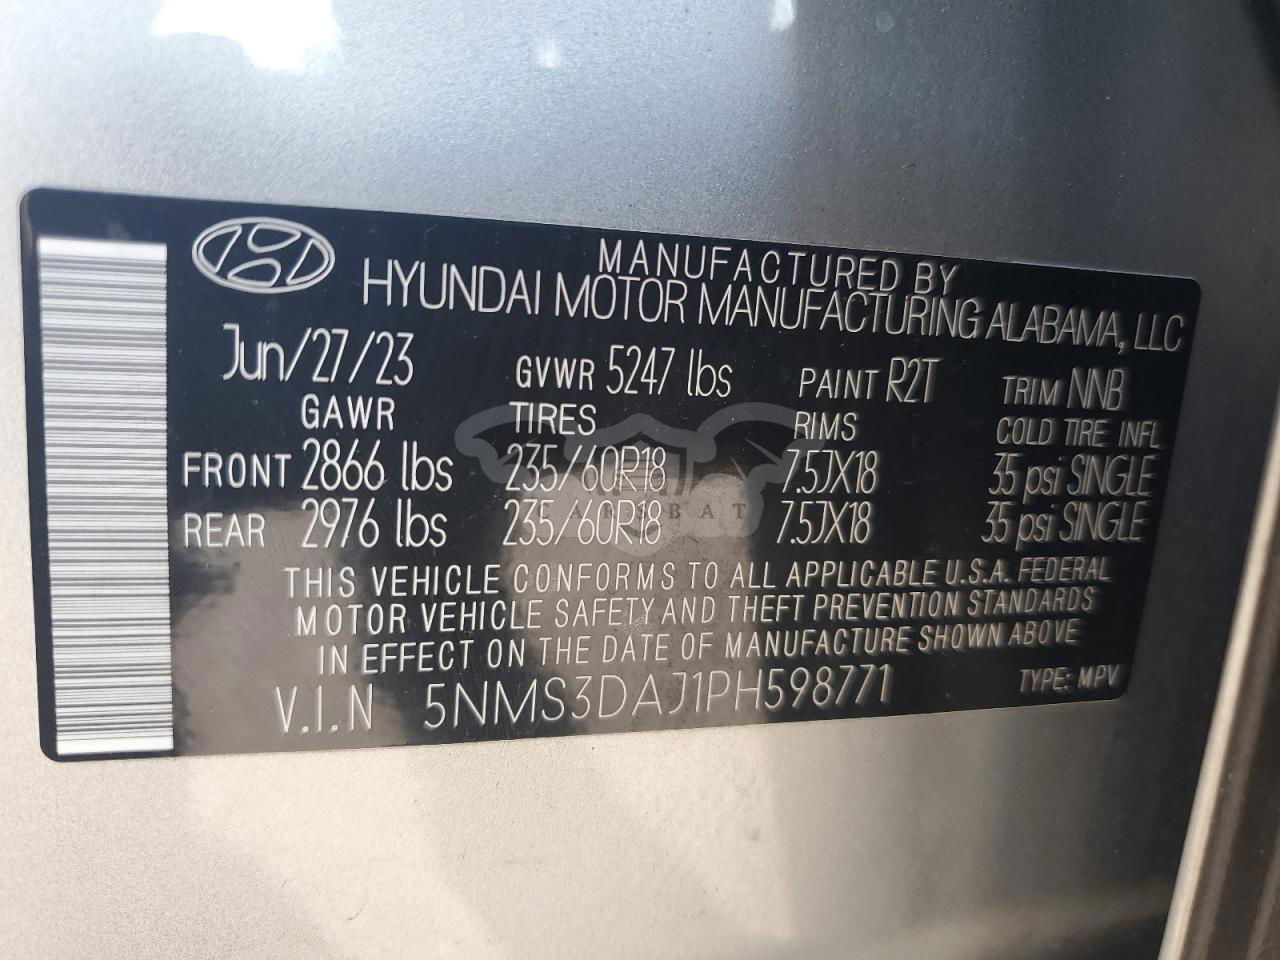 MANUFACTURED BY
HYUNDAI MOTOR MANUFACTURING ALABAMA, LLC
Jun/27/23 GVWR 5247 lbs PAINT R2T TRIM NNB
GAWR TIRES RIMS COLD TIRE INFL
FRONT 2866 lbs 235/60R18 7.5JX18 35 psi SINGLE
REAR 2976 lbs 235/60R18 7.5JX18 35 psi SINGLE
CARSBAT
THIS VEHICLE CONFORMS TO ALL APPLICABLE U.S.A. FEDERAL
MOTOR VEHICLE SAFETY AND THEFT PREVENTION STANDARDS
IN EFFECT ON THE DATE OF MANUFACTURE SHOWN ABOVE
V.I.N 5NMS3DAJ1PH598771 TYPE: MPV